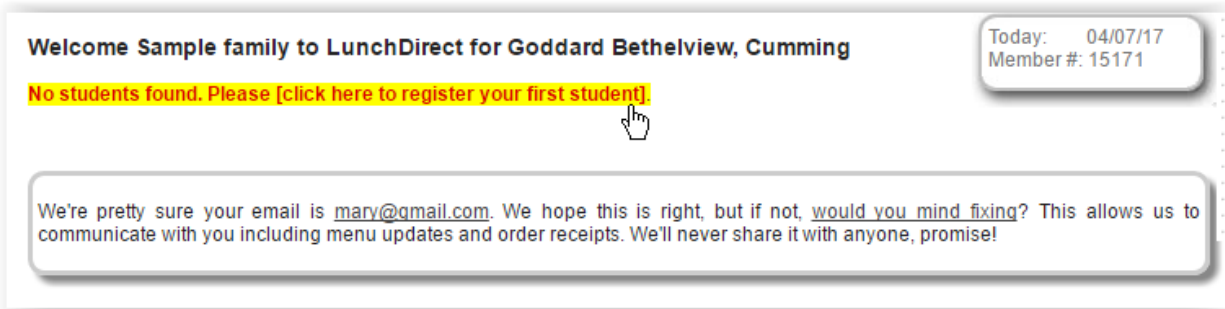 Welcome Sample family to LunchDirect for Goddard Bethelview, Cumming
Today: 04/07/17
Member #: 15171
No students found. Please [click here to register your first student].
We're pretty sure your email is mary@gmail.com. We hope this is right, but if not, would you mind fixing? This allows us to
communicate with you including menu updates and order receipts. We'll never share it with anyone, promise!